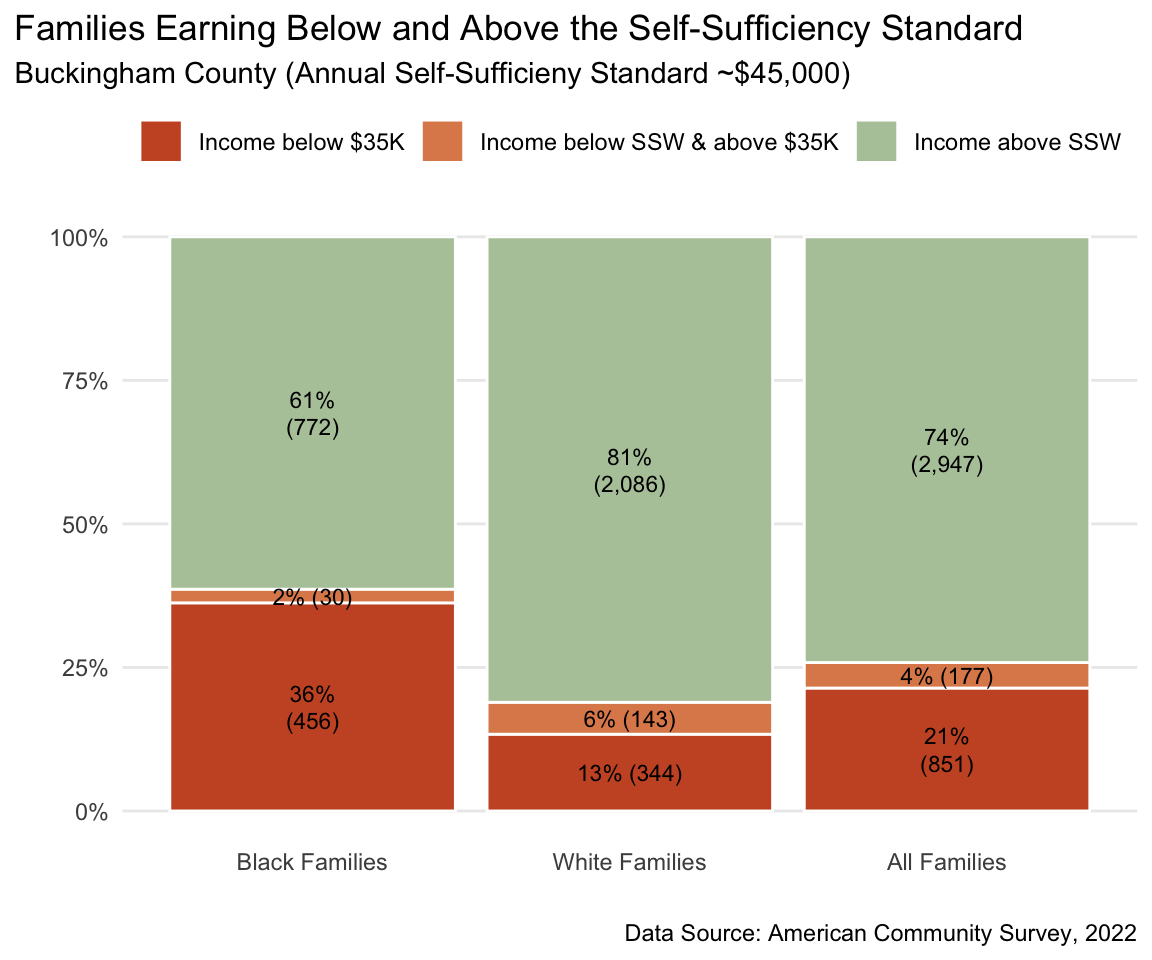 Families Earning Below and Above the Self-Sufficiency Standard
Buckingham County (Annual Self-Sufficieny Standard ~$45,000)
Income below $35K
Income below SSW & above $35K
Income above SSW
100%
75%
50%
25%
0%
61%
(772)
2% (30)
36%
(456)
81%
(2,086)
6% (143)
13% (344)
74%
(2,947)
4% (177)
21%
(851)
Black Families
White Families
All Families
Data Source: American Community Survey, 2022